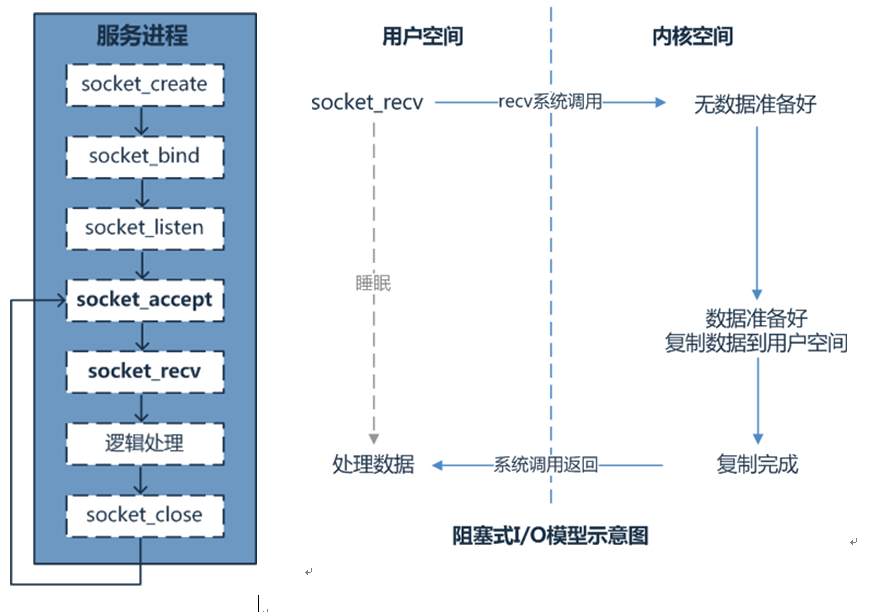 服务进程
socket_create
socket_bind
socket_listen
socket_accept
socket_recv
逻辑处理
socket_close
用户空间
内核空间
socket_recv
recv系统调用
无数据准备好
睡眠
数据准备好
复制数据到用户空间
处理数据
系统调用返回
复制完成
阻塞式I/O模型示意图